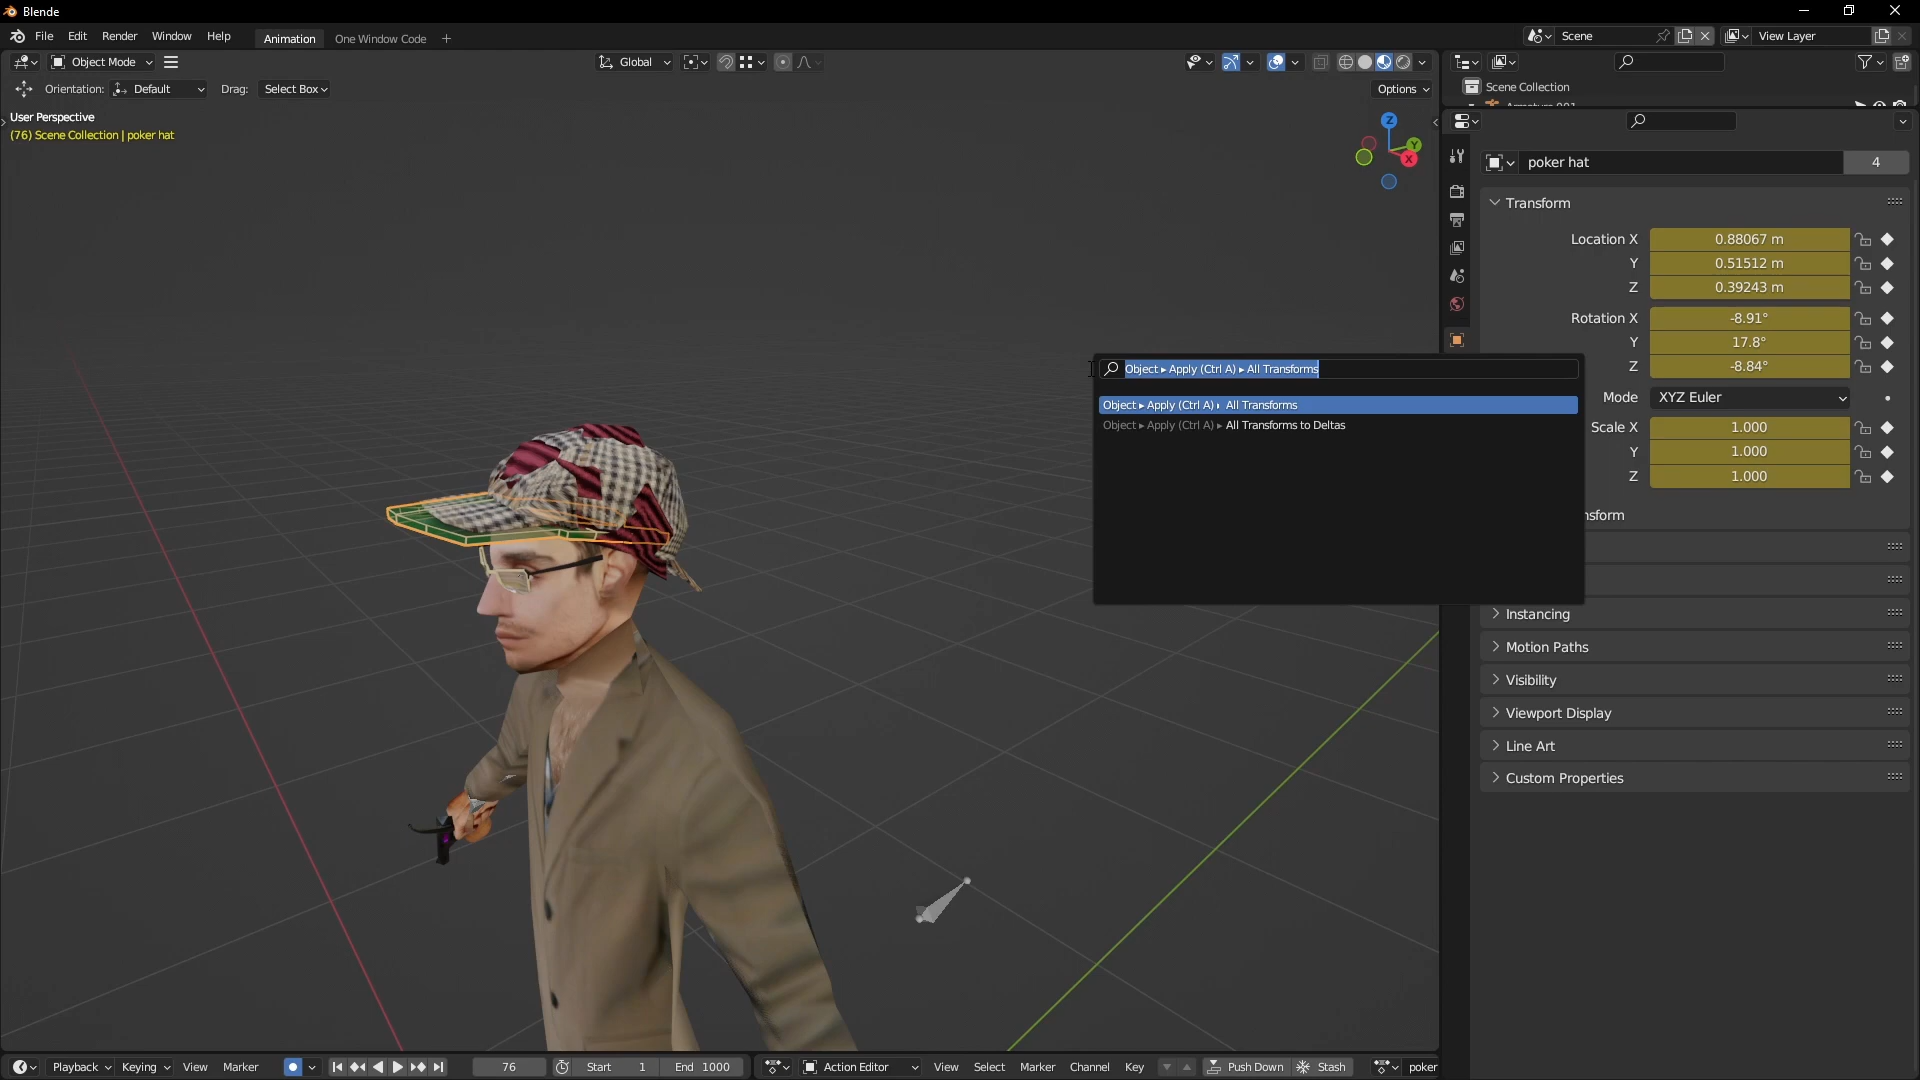 Blende
File Edit Render Window Help Animation One Window Code + Scene View Layer
Object Mode Global
Orientation: Default Drag: Select Box Options
User Perspective
(76) Scene Collection | poker hat
Z
Y
X
Scene Collection
poker hat 4
Transform
Location X 0.88067 m
Y 0.51512 m
Z 0.39243 m
Rotation X -8.91°
Y 17.8°
Z -8.84°
Mode XYZ Euler
Scale X 1.000
Y 1.000
Z 1.000
nsform
Instancing
Motion Paths
Visibility
Viewport Display
Line Art
Custom Properties
Object ▸ Apply (Ctrl A) ▸ All Transforms
Object ▸ Apply (Ctrl A) ▸ All Transforms
Object ▸ Apply (Ctrl A) ▸ All Transforms to Deltas
Playback Keying View Marker 76 Start 1 End 1000 Action Editor View Select Marker Channel Key Push Down Stash poker